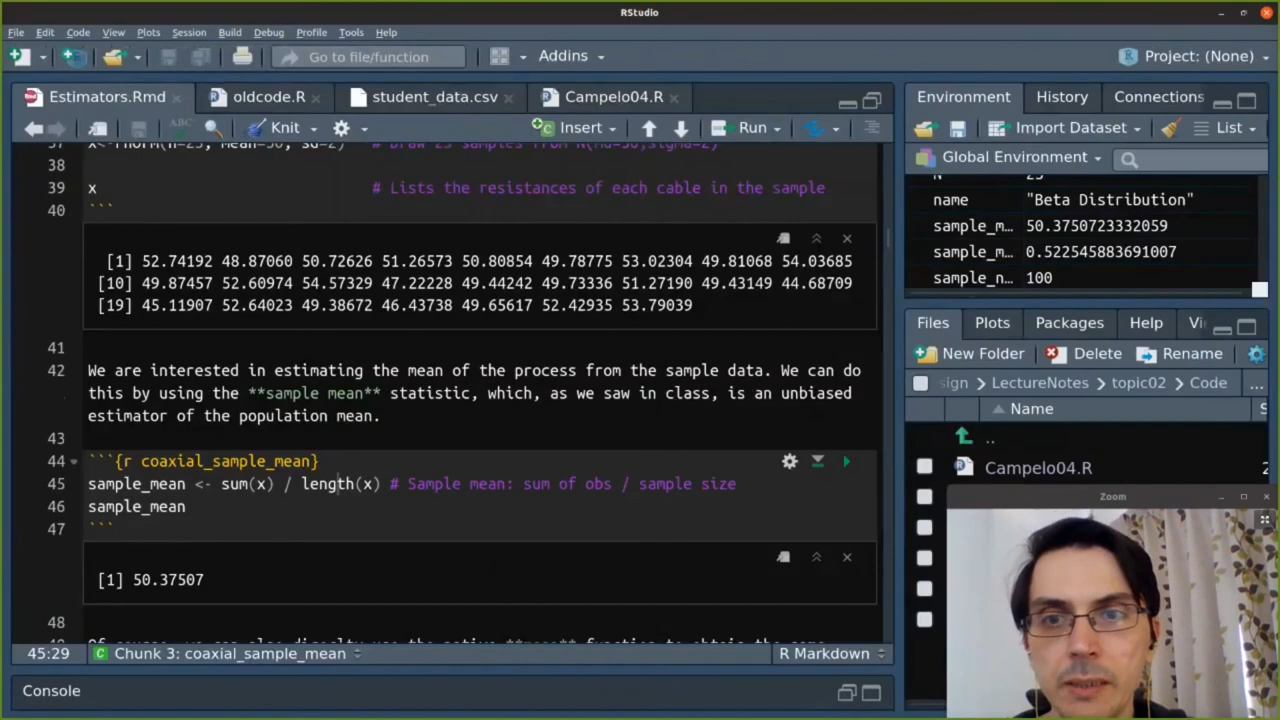 RStudio
File Edit Code View Plots Session Build Debug Profile Tools Help
Go to file/function
Addins
Project: (None)
Estimators.Rmd
oldcode.R
student_data.csv
Campelo04.R
Knit
Insert
Run
38
39 x # Lists the resistances of each cable in the sample
40 ```
[1] 52.74192 48.87060 50.72626 51.26573 50.80854 49.78775 53.02304 49.81068 54.03685
[10] 49.87457 52.60974 54.57329 47.22228 49.44242 49.73336 51.27190 49.43149 44.68709
[19] 45.11907 52.64023 49.38672 46.43738 49.65617 52.42935 53.79039
41
42 We are interested in estimating the mean of the process from the sample data. We can do
this by using the **sample mean** statistic, which, as we saw in class, is an unbiased
estimator of the population mean.
43
44 ```{r coaxial_sample_mean}
45 sample_mean <- sum(x) / length(x) # Sample mean: sum of obs / sample size
46 sample_mean
47 ```
[1] 50.37507
48
45:29
Chunk 3: coaxial_sample_mean
R Markdown
Console
Environment History Connections
Import Dataset
List
Global Environment
name "Beta Distribution"
sample_m… 50.3750723332059
sample_m… 0.522545883691007
sample_n… 100
Files Plots Packages Help Vi
New Folder Delete Rename
sign LectureNotes topic02 Code ...
Name
..
Campelo04.R
Zoom